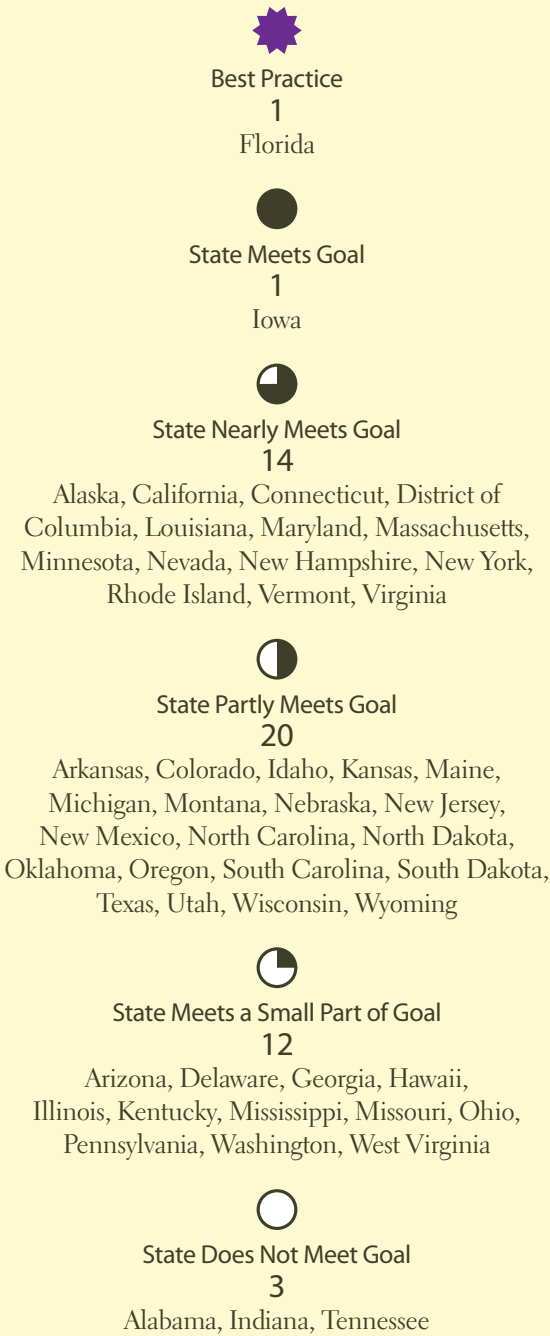 Best Practice
1
Florida
State Meets Goal
1
Iowa
State Nearly Meets Goal
14
Alaska, California, Connecticut, District of
Columbia, Louisiana, Maryland, Massachusetts,
Minnesota, Nevada, New Hampshire, New York,
Rhode Island, Vermont, Virginia
State Partly Meets Goal
20
Arkansas, Colorado, Idaho, Kansas, Maine,
Michigan, Montana, Nebraska, New Jersey,
New Mexico, North Carolina, North Dakota,
Oklahoma, Oregon, South Carolina, South Dakota,
Texas, Utah, Wisconsin, Wyoming
State Meets a Small Part of Goal
12
Arizona, Delaware, Georgia, Hawaii,
Illinois, Kentucky, Mississippi, Missouri, Ohio,
Pennsylvania, Washington, West Virginia
State Does Not Meet Goal
3
Alabama, Indiana, Tennessee